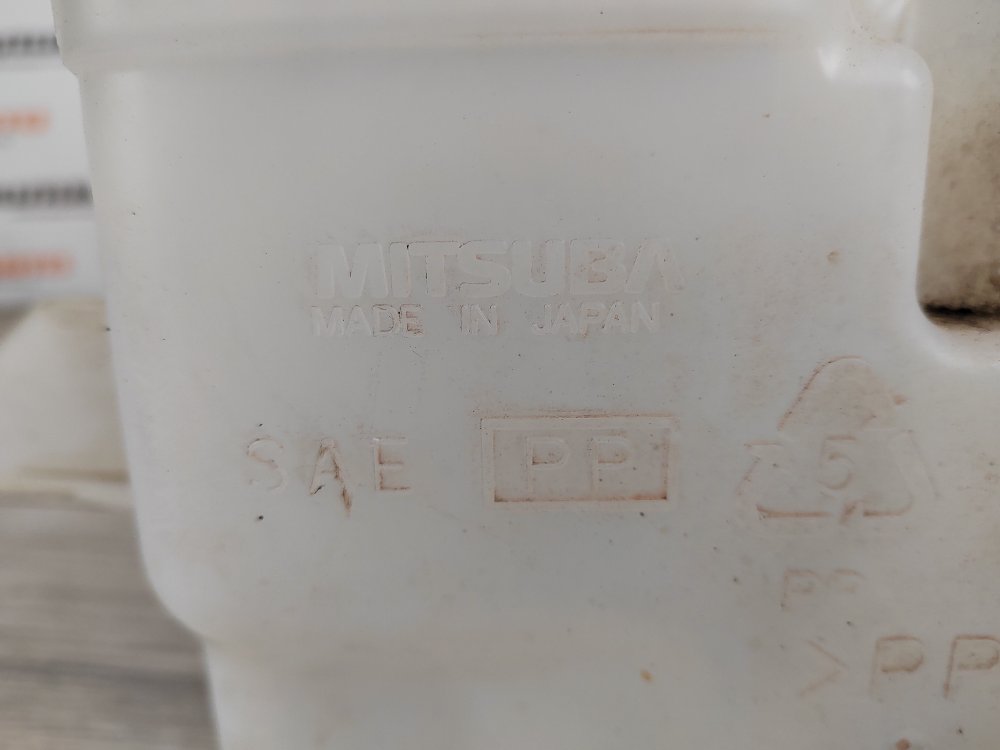 MITSUBA
MADE IN JAPAN
SAE PP 5
PP
>PP